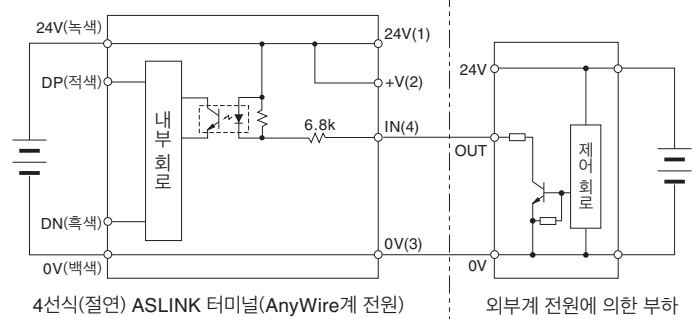 24V(녹색)
DP(적색)
DN(흑색)
0V(백색)
내부회로
6.8k
24V(1)
+V(2)
IN(4)
0V(3)
24V
OUT
0V
제어회로
4선식(절연) ASLINK 터미널(AnyWire계 전원)
외부계 전원에 의한 부하